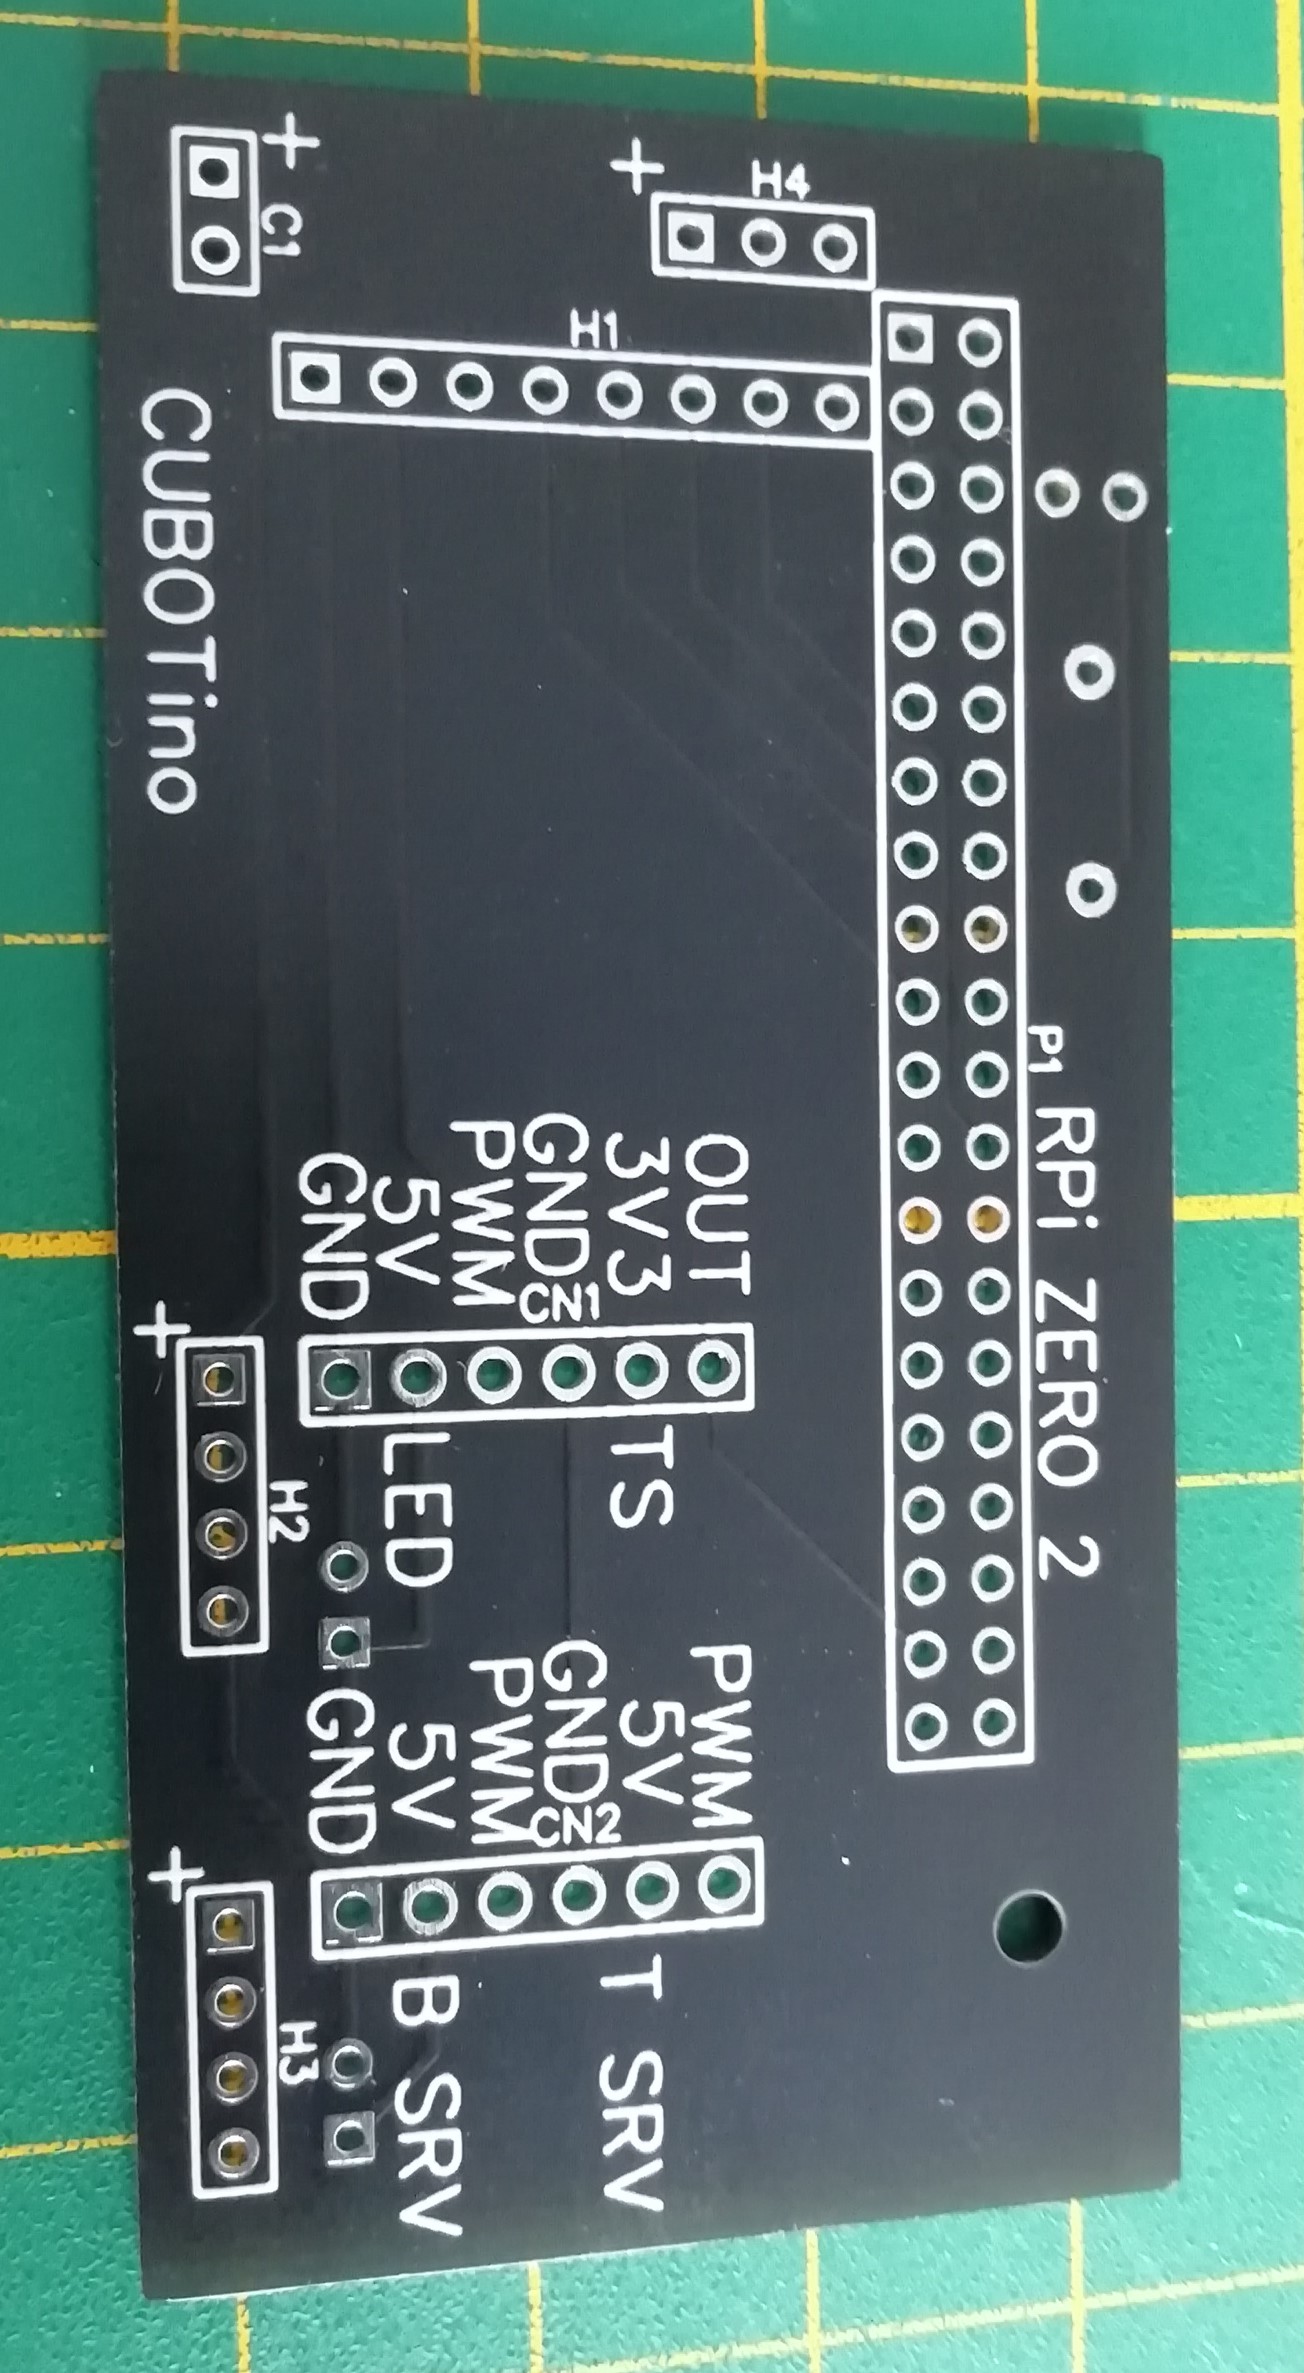 P1 RPi ZERO 2
H4
+
H1
OUT
3V3
GND
PWM
5V
GND
CN1
TS
LED
PWM
5V
GND
PWM
5V
GND
CN2
T SRV
B SRV
+ C1
CUBOTino
H2
+
H3
+